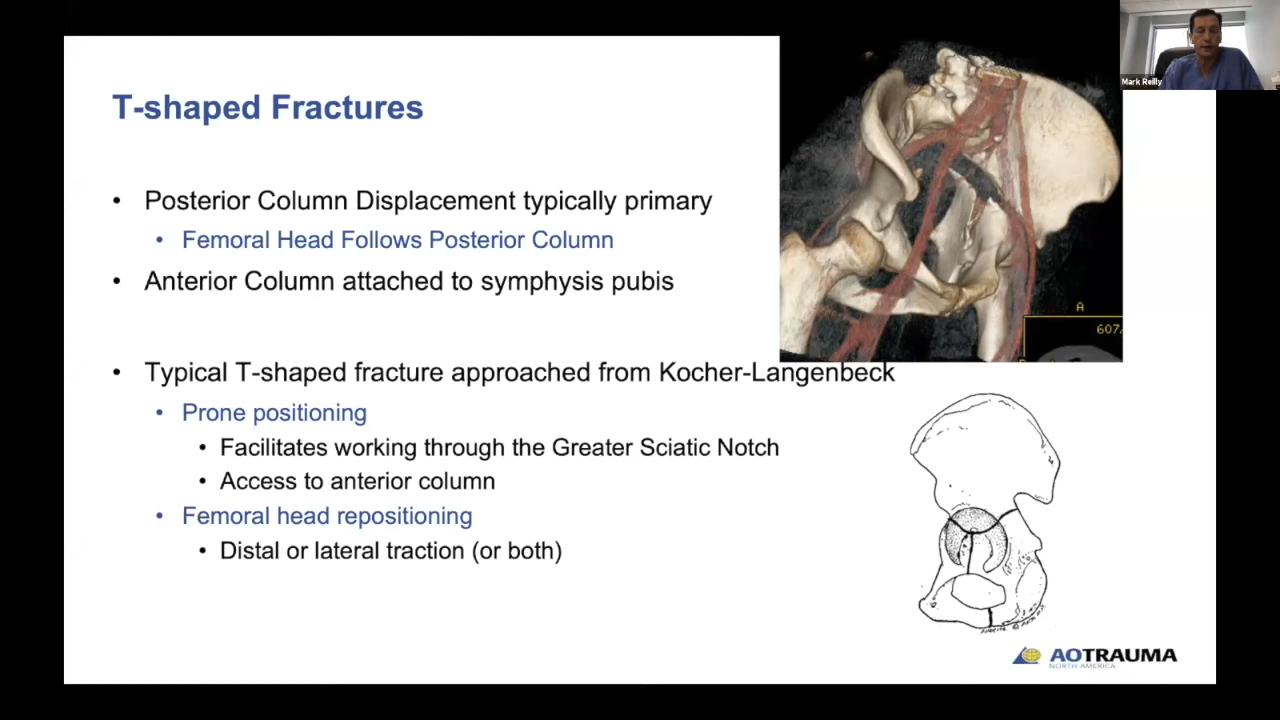 Mark Reilly
T-shaped Fractures
• Posterior Column Displacement typically primary
• Femoral Head Follows Posterior Column
• Anterior Column attached to symphysis pubis
A
607
• Typical T-shaped fracture approached from Kocher-Langenbeck
• Prone positioning
• Facilitates working through the Greater Sciatic Notch
• Access to anterior column
• Femoral head repositioning
• Distal or lateral traction (or both)
AOTRAUMA
NORTH AMERICA